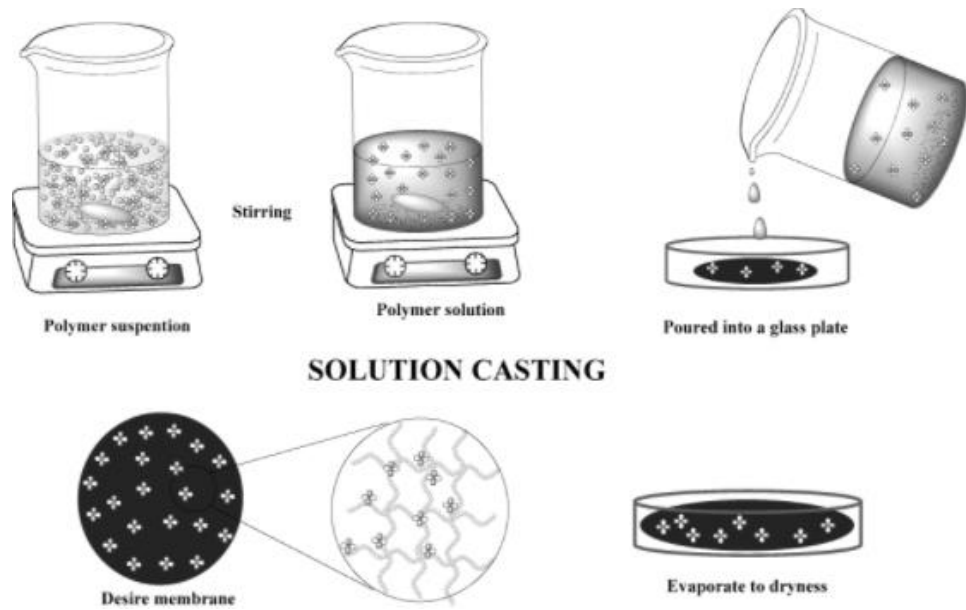 Stirring
Polymer suspention
Polymer solution
Poured into a glass plate
SOLUTION CASTING
Desire membrane
Evaporate to dryness